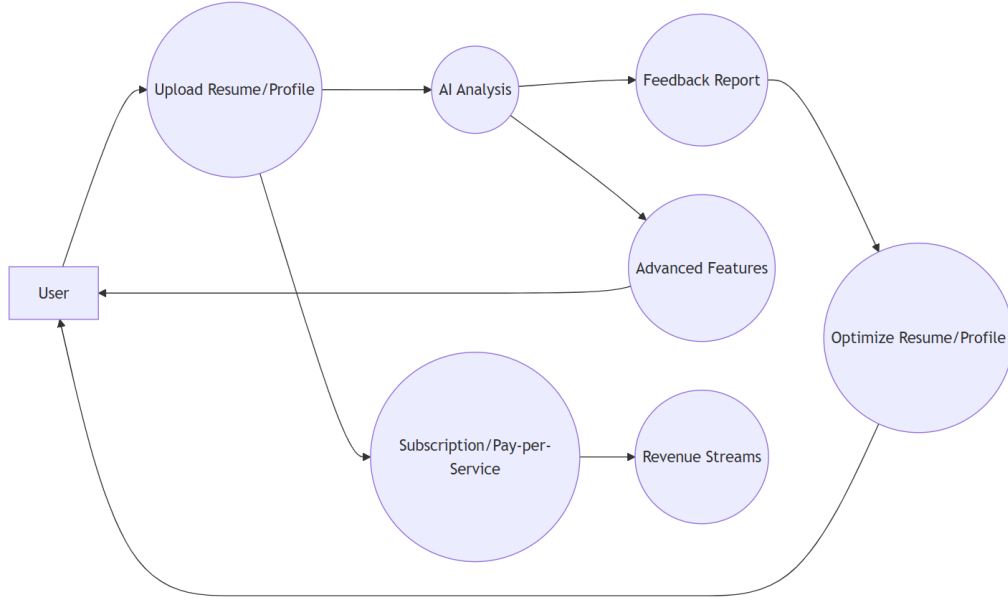 Upload Resume/Profile
AI Analysis
Feedback Report
User
Advanced Features
Optimize Resume/Profile
Subscription/Pay-per-
Service
Revenue Streams